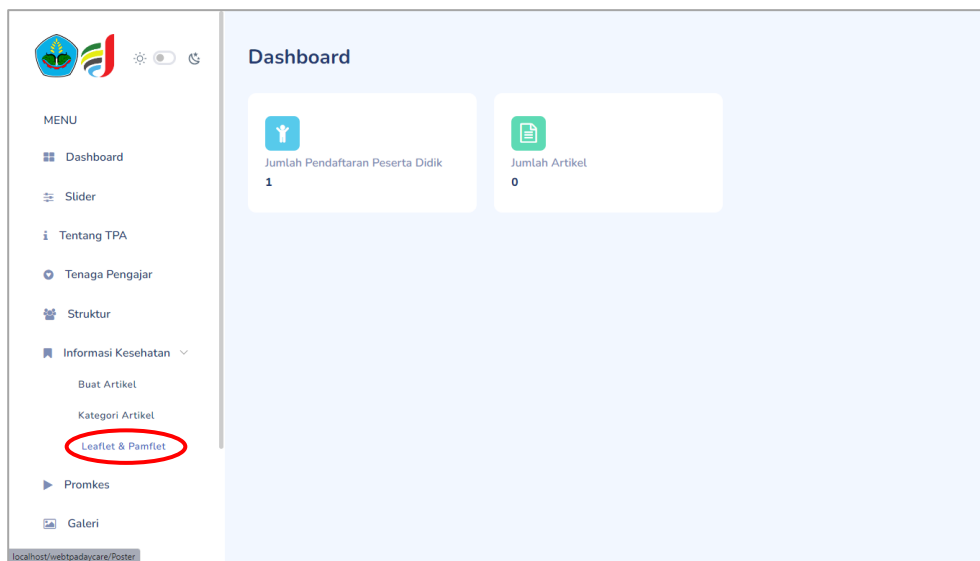 MENU
Dashboard
Slider
Tentang TPA
Tenaga Pengajar
Struktur
Informasi Kesehatan
Buat Artikel
Kategori Artikel
Leaflet & Pamflet
Promkes
Galeri
localhost/webtpadaycare/Poster
Dashboard
Jumlah Pendaftaran Peserta Didik
1
Jumlah Artikel
0